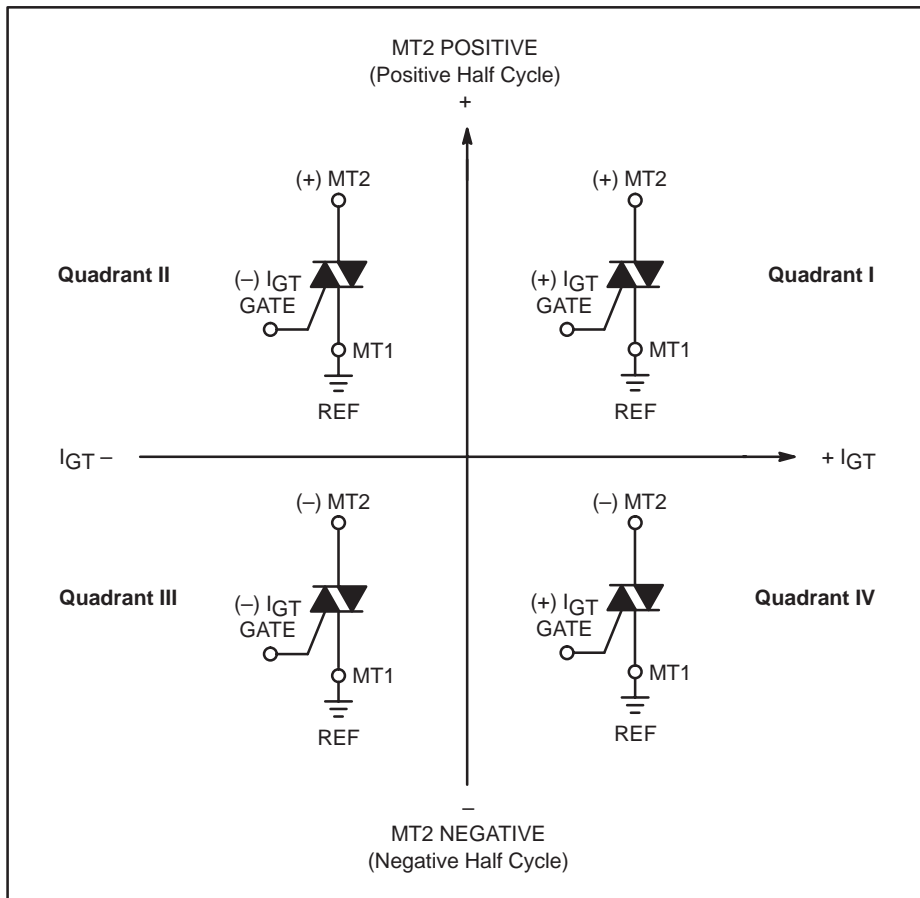 MT2 POSITIVE
(Positive Half Cycle)
+
(+) MT2
(+) MT2
Quadrant II
(–) IGT
GATE
(+) IGT
GATE
Quadrant I
MT1
MT1
REF
REF
IGT –
+ IGT
(–) MT2
(–) MT2
Quadrant III
(–) IGT
GATE
(+) IGT
GATE
Quadrant IV
MT1
MT1
REF
REF
–
MT2 NEGATIVE
(Negative Half Cycle)